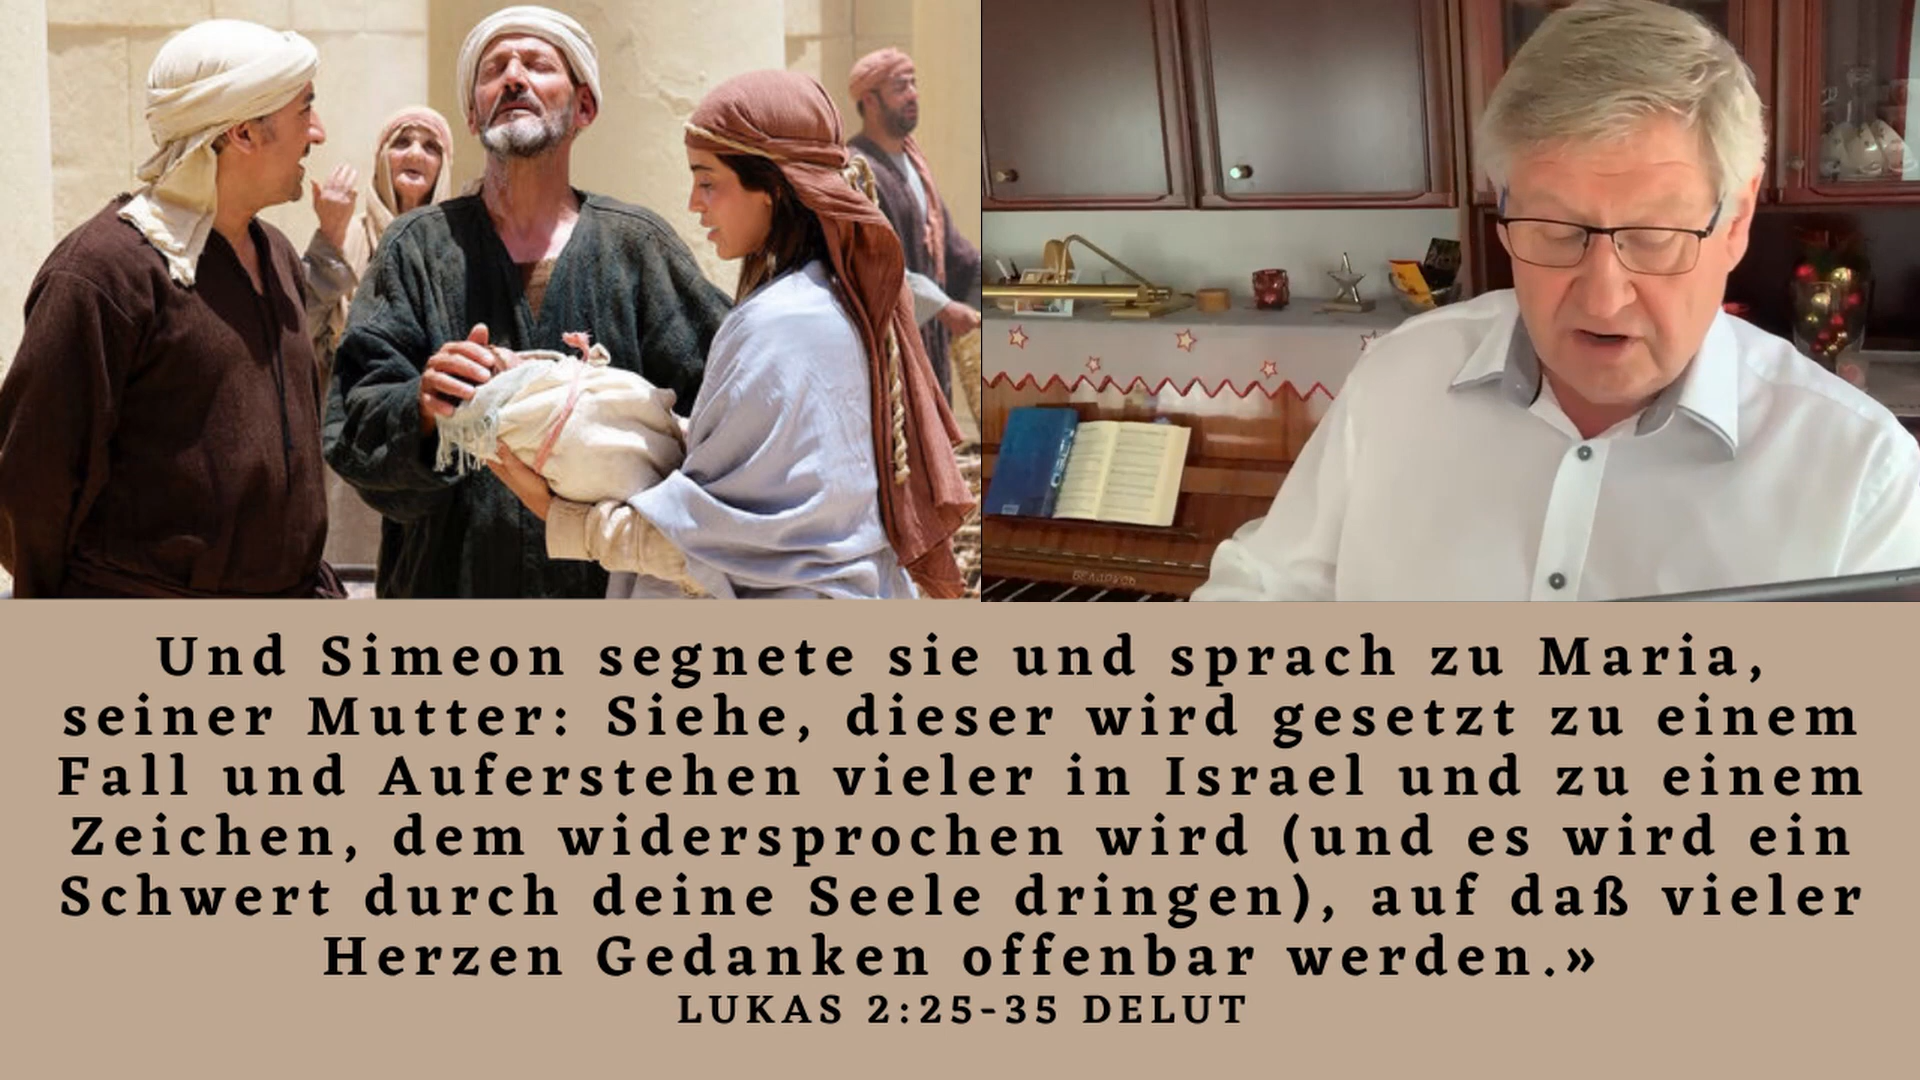 Und Simeon segnete sie und sprach zu Maria,
seiner Mutter: Siehe, dieser wird gesetzt zu einem
Fall und Auferstehen vieler in Israel und zu einem
Zeichen, dem widersprochen wird (und es wird ein
Schwert durch deine Seele dringen), auf daß vieler
Herzen Gedanken offenbar werden.»
LUKAS 2:25-35 DELUT